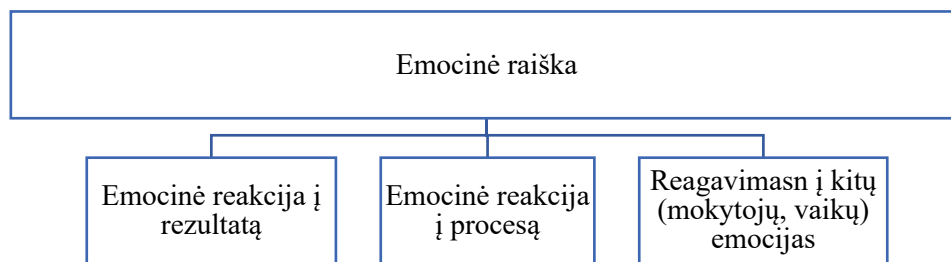 Emocinė raiška
Emocinė reakcija į
rezultatą
Emocinė reakcija
į procesą
Reagavimasn į kitų
(mokytojų, vaikų)
emocijas